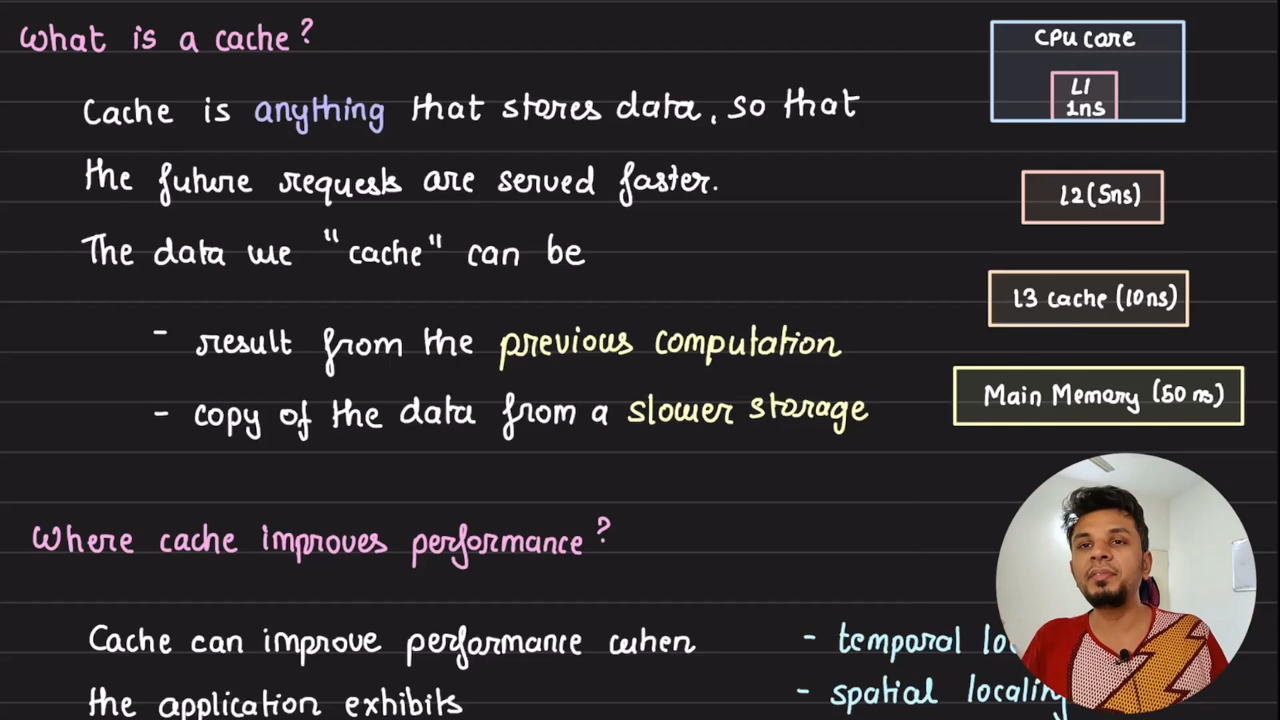 What is a cache?
Cache is anything that stores data, so that
the future requests are served faster.
The data we "cache" can be
- result from the previous computation
- copy of the data from a slower storage
CPU core
L1
1ns
L2 (5ns)
L3 cache (10ns)
Main Memory (50 ns)
Where cache improves performance?
Cache can improve performance when
the application exhibits
- temporal
- spatial